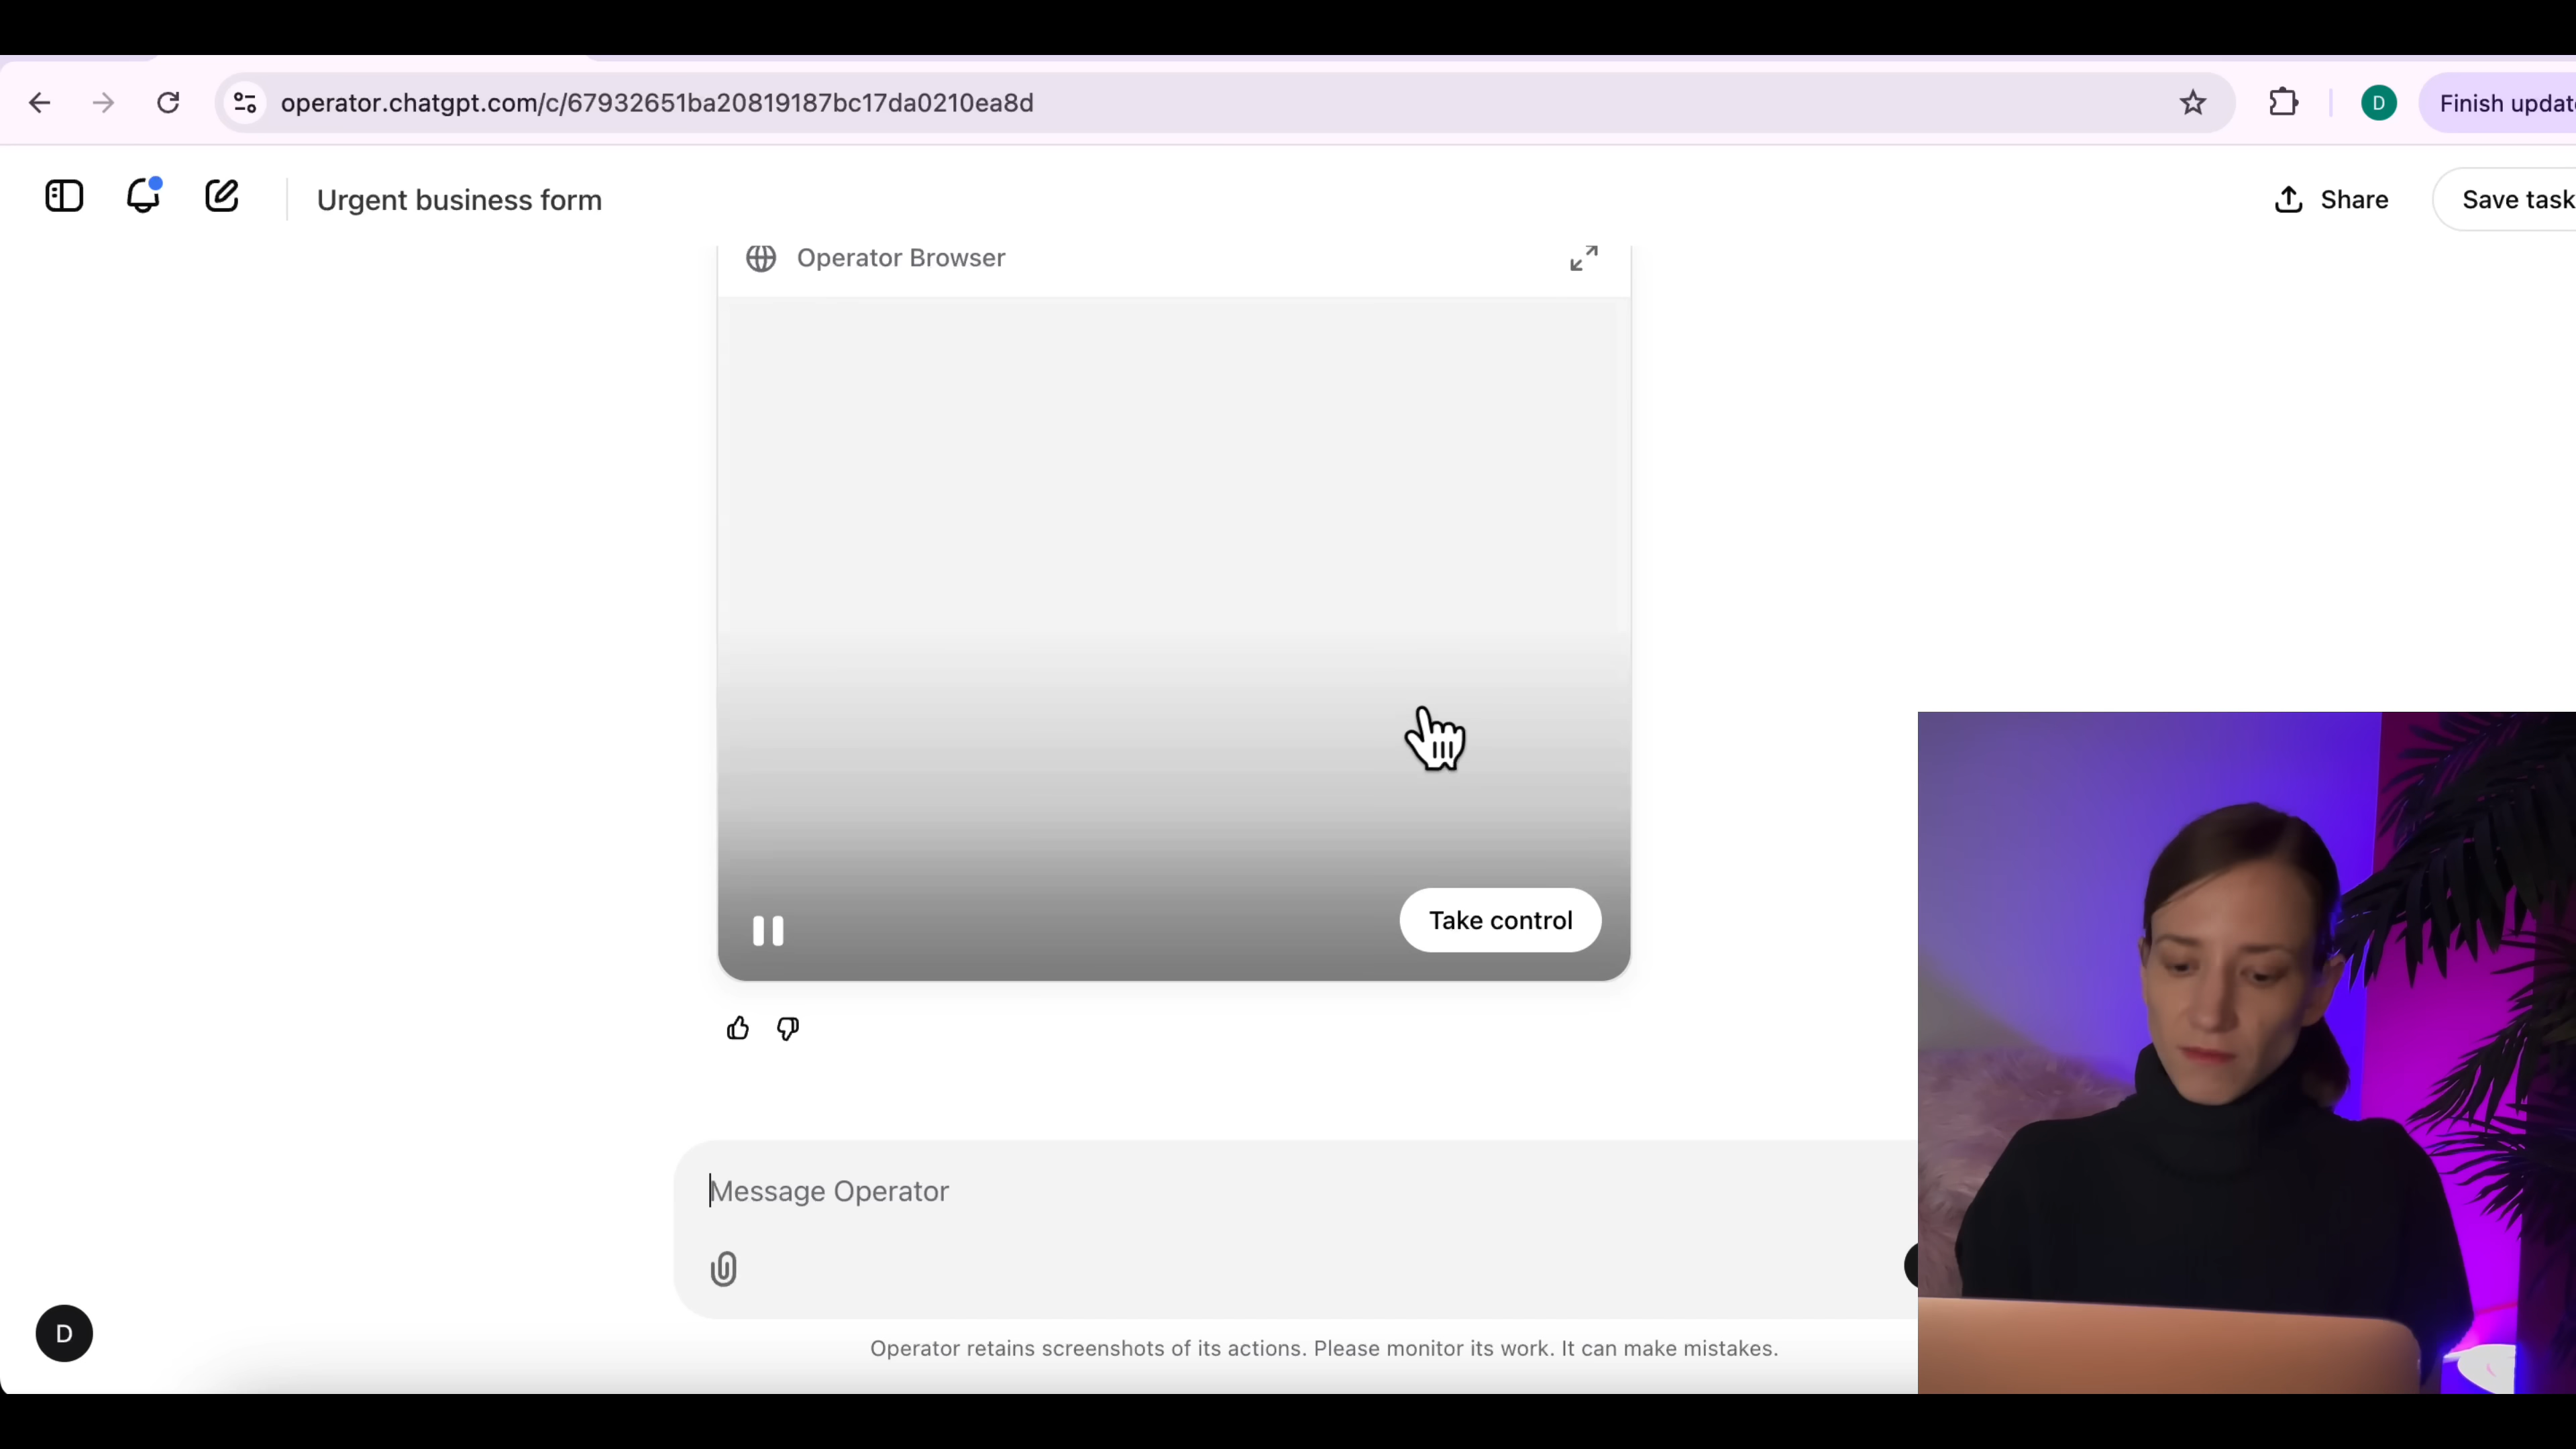 operator.chatgpt.com/c/67932651ba20819187bc17da0210ea8d
D
Finish updat
Urgent business form
Share
Save task
Operator Browser
Take control
Message Operator
D
Operator retains screenshots of its actions. Please monitor its work. It can make mistakes.